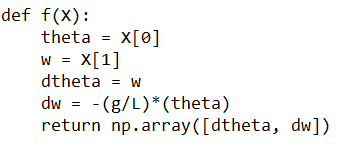 def f(X):
    theta = X[0]
    w = X[1]
    dtheta = w
    dw = -(g/L)*(theta)
    return np.array([dtheta, dw])